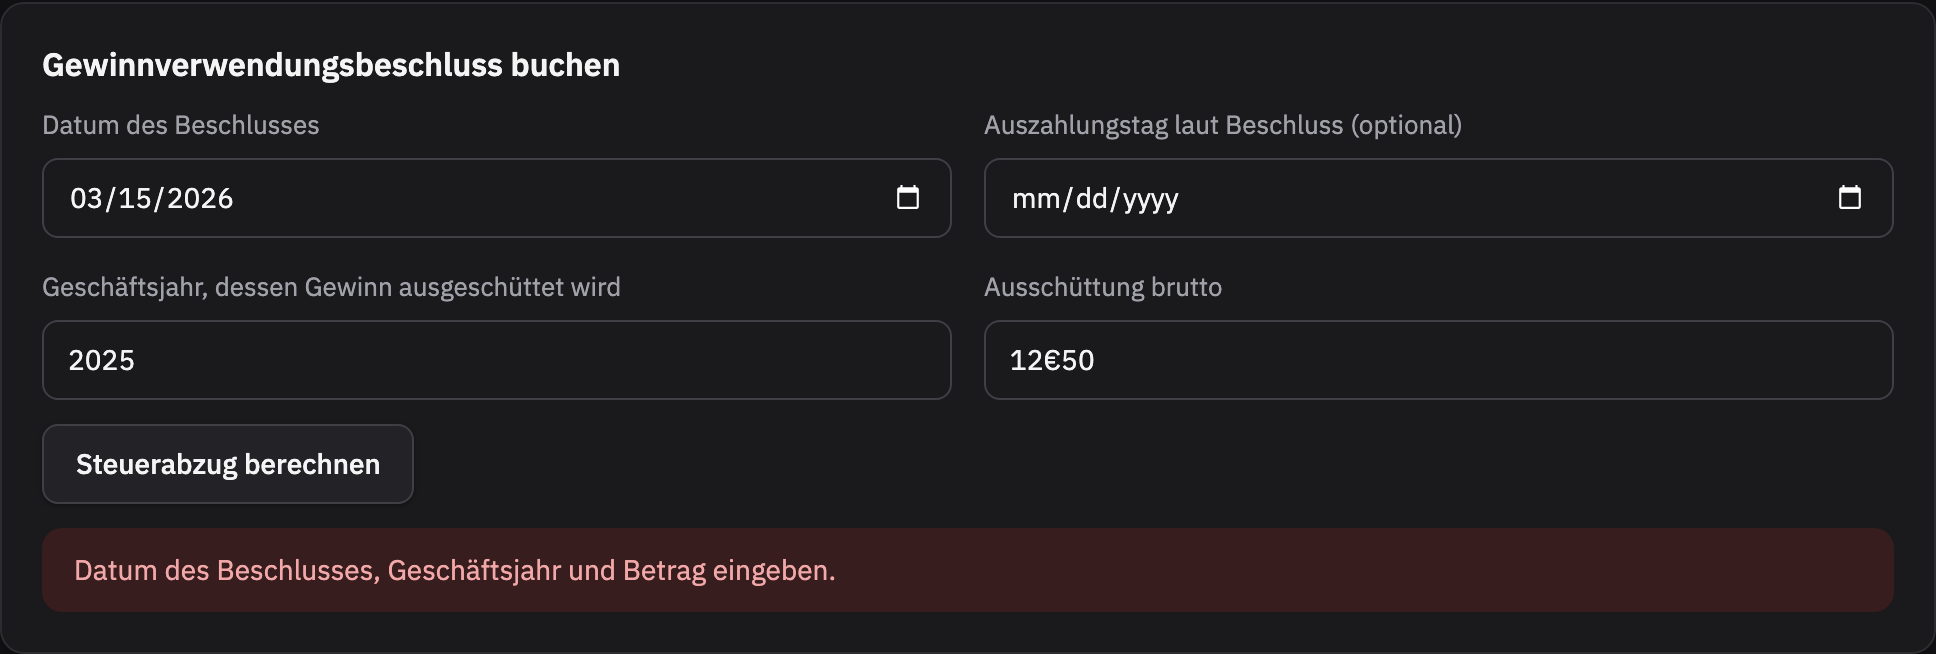 Gewinnverwendungsbeschluss buchen
Datum des Beschlusses
03/15/2026
Auszahlungstag laut Beschluss (optional)
mm/dd/yyyy
Geschäftsjahr, dessen Gewinn ausgeschüttet wird
2025
Ausschüttung brutto
12€50
Steuerabzug berechnen
Datum des Beschlusses, Geschäftsjahr und Betrag eingeben.